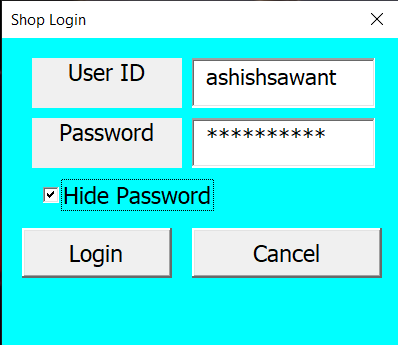 Shop Login
User ID ashishsawant
Password **********
Hide Password
Login Cancel